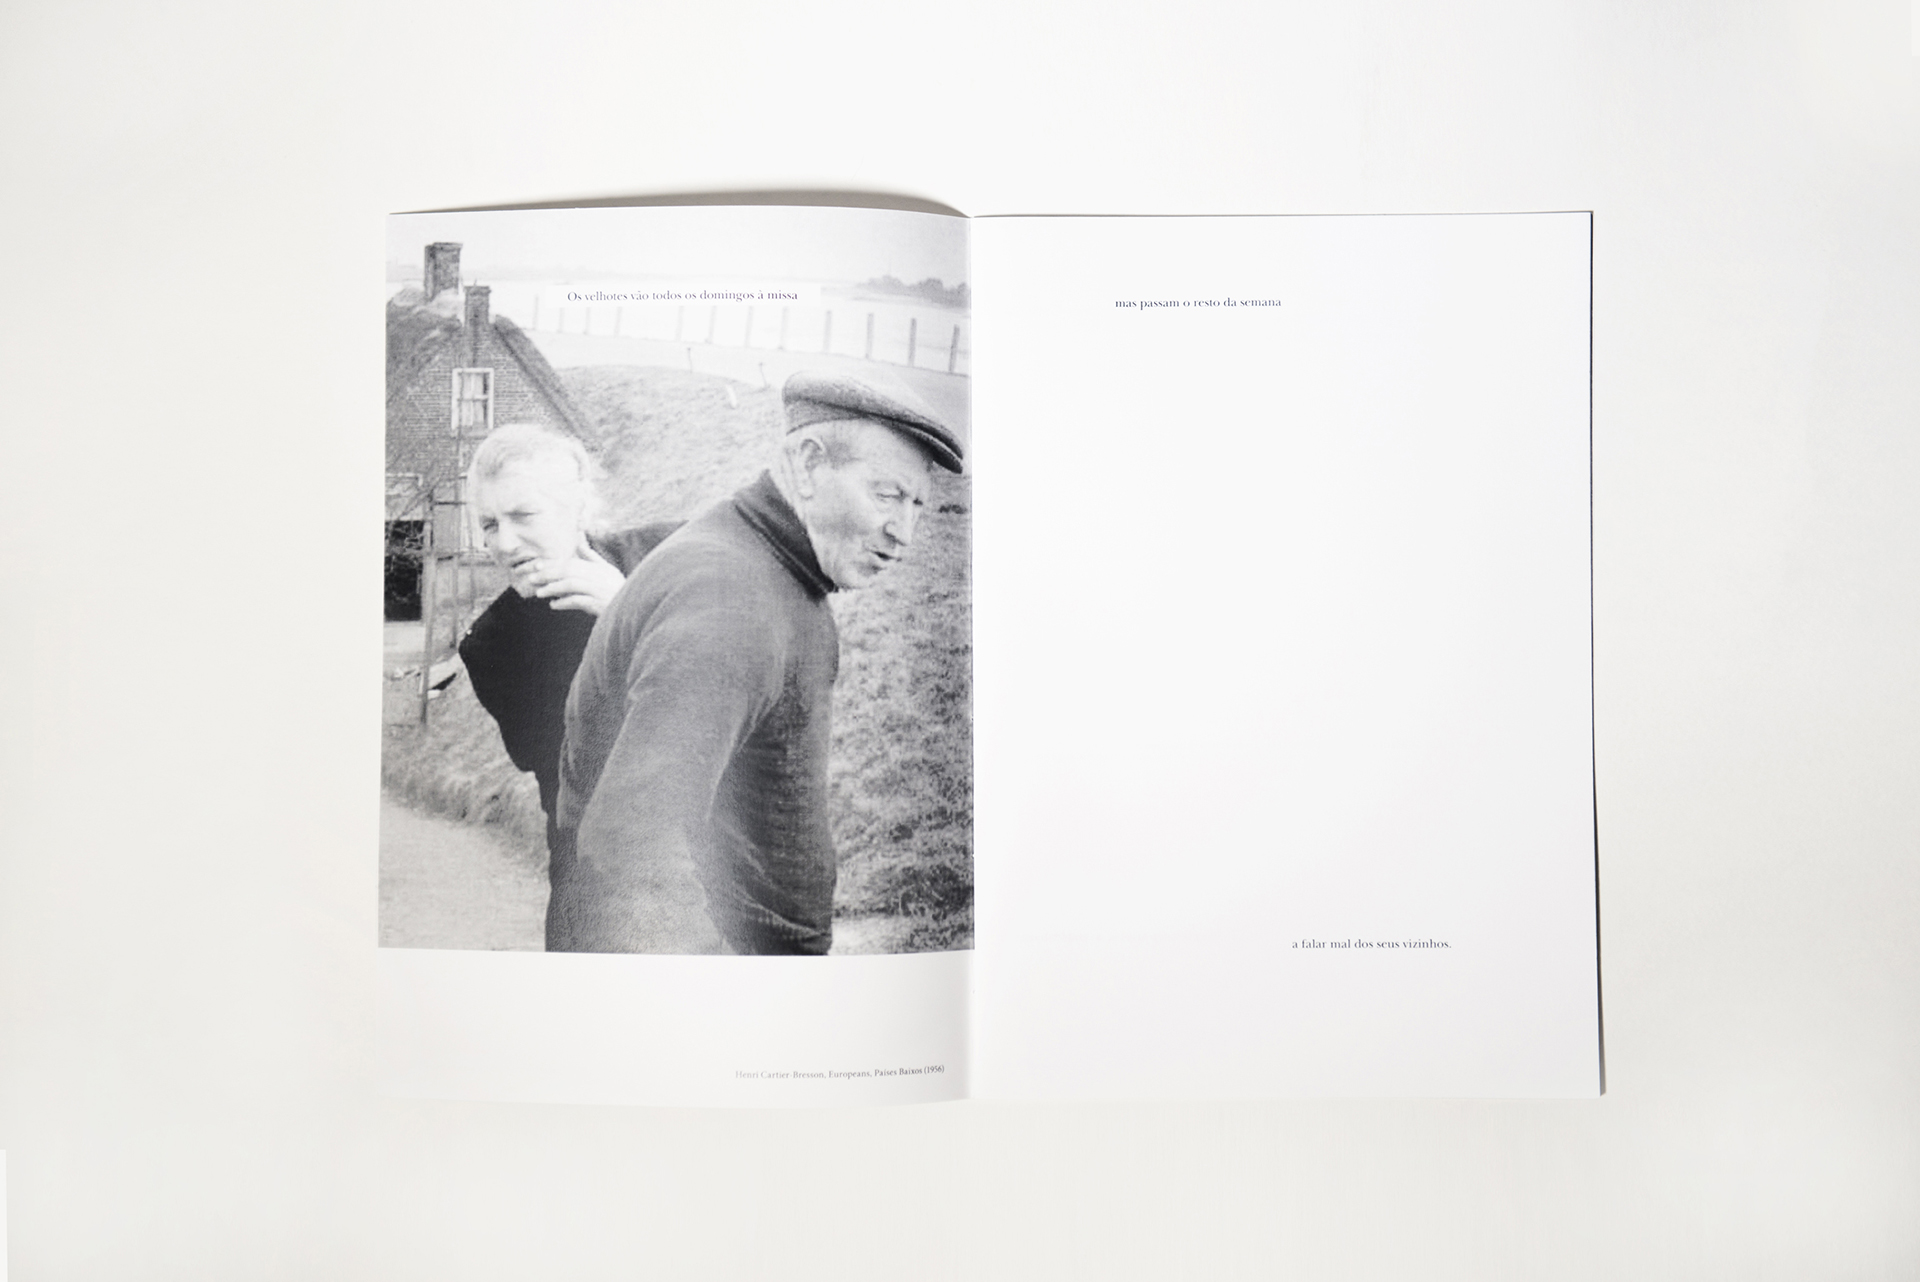 Os velhotes vão todos os domingos à missa
mas passam o resto da semana
a falar mal dos seus vizinhos.
Henri Cartier-Bresson, Europeans, Países Baixos (1956)